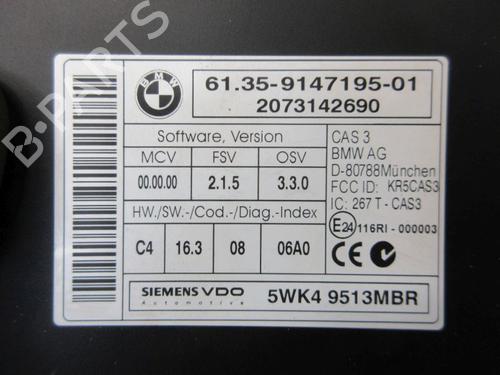 B-PARTS
BMW
61.35-9147195-01
2073142690
Software, Version
MCV FSV OSV
00.00.00 2.1.5 3.3.0
HW./SW.-/Cod.-/Diag.-Index
C4 16.3 08 06A0
CAS 3
BMW AG
D-80788München
FCC ID: KR5CAS3
IC: 267 T - CAS3
E24 116RI - 000003
CE
SIEMENS VDO
Automotive
5WK4 9513MBR